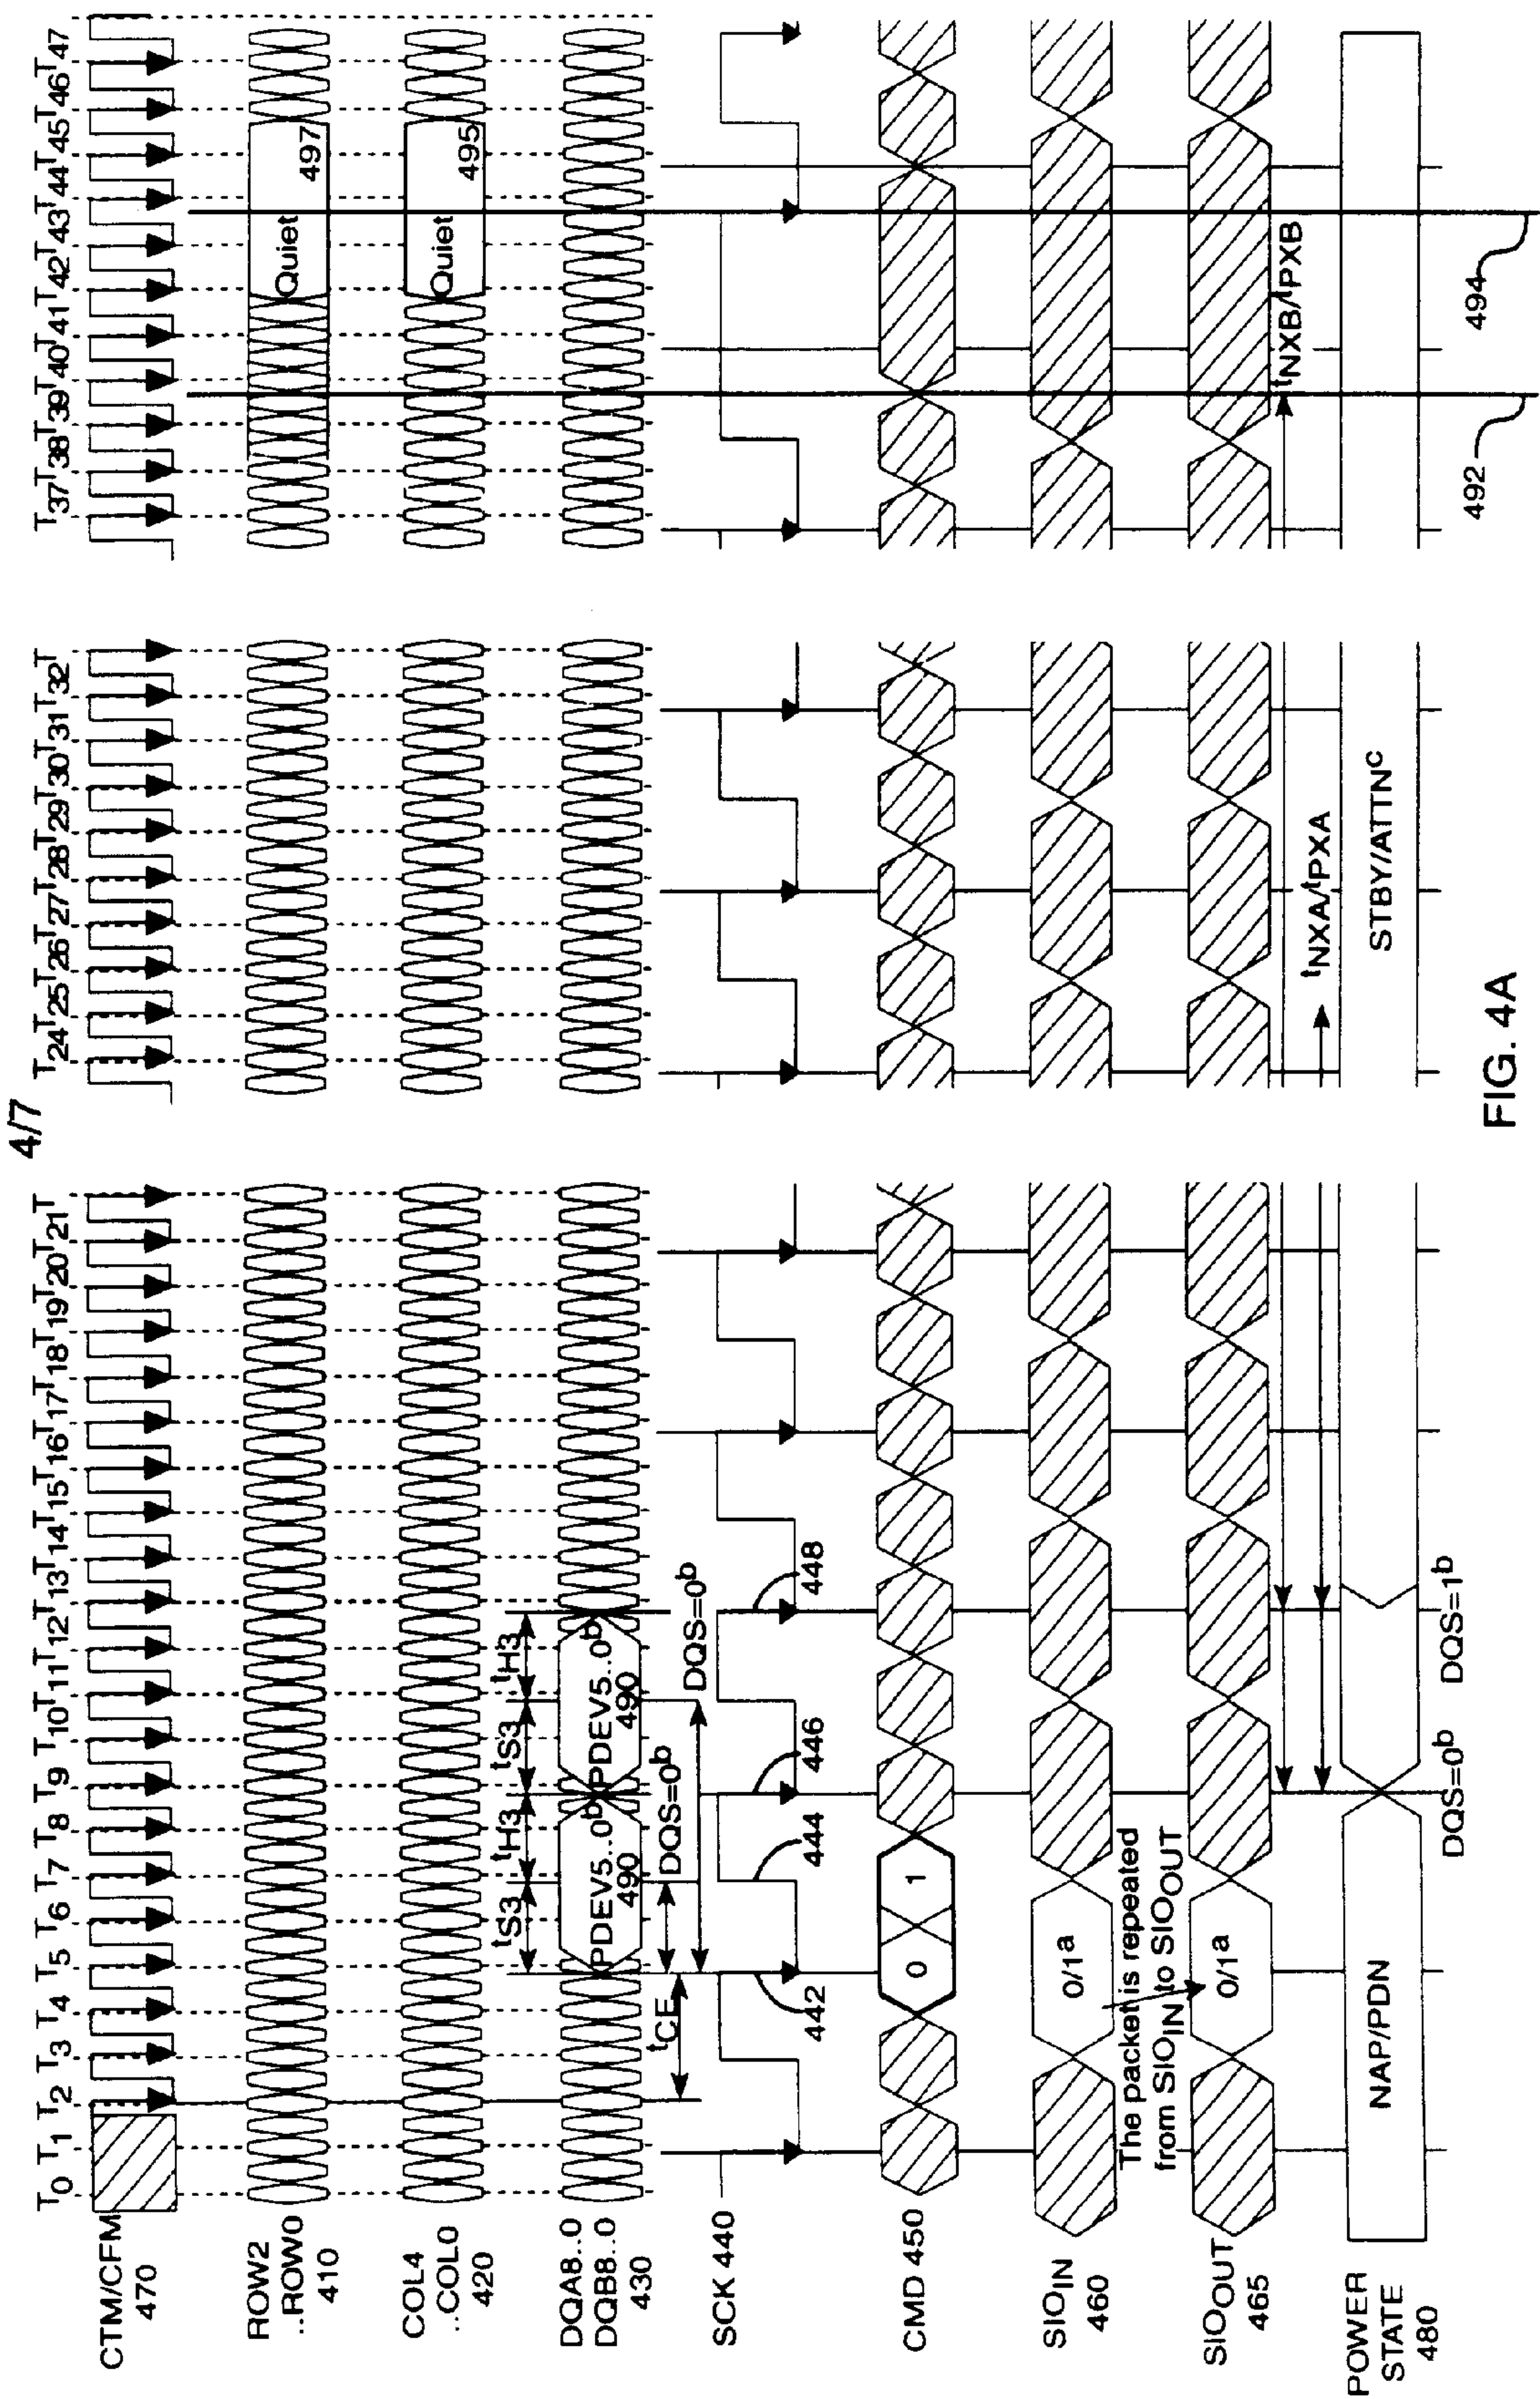 4/7
T0 T1 T2 T3 T4 T5 T6 T7 T8 T9 T10 T11 T12 T13 T14 T15 T16 T17 T18 T19 T20 T21 T T24 T25 T26 T27 T28 T29 T30 T31 T32 T T37 T38 T39 T40 T41 T42 T43 T44 T45 T46 T47
CTM/CFM
470
ROW2
..ROW0
410
Quiet
497
COL4
..COL0
420
Quiet
495
tS3 tH3 tS3 tH3
DQA8..0
DQB8..0
430
PDEV5..0b
490
PDEV5..0b
490
tCE
DQS=0b
DQS=0b
SCK 440
442
444
446
448
CMD 450
0 1
SIOIN
460
0/1a
The packet is repeated
from SIOIN to SIOOUT
SIOOUT
465
0/1a
tNXB/tPXB
tNXA/tPXA
POWER
STATE
480
NAP/PDN
STBY/ATTNC
DQS=0b
DQS=1b
492
494
FIG. 4A